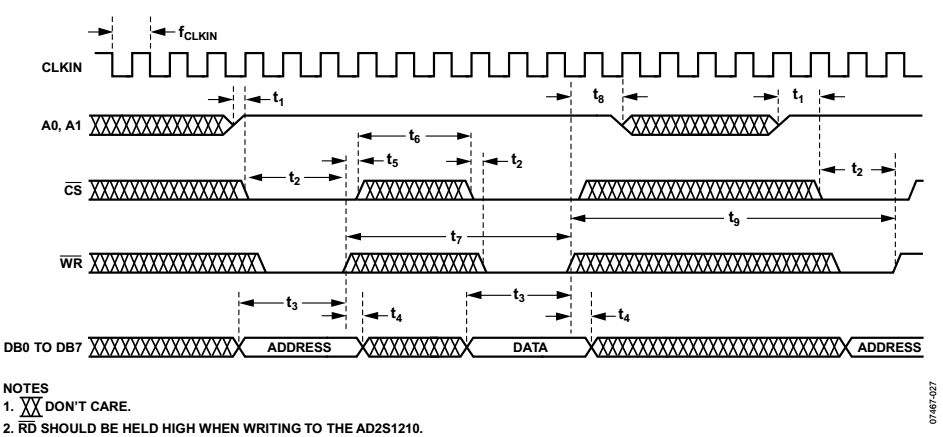 fCLKIN
CLKIN
t1 t8 t1
A0, A1
t6
t5 t2
t2 t2
CS
t7 t9
WR
t3 t3
t4 t4
DB0 TO DB7 ADDRESS DATA ADDRESS
NOTES
1. DON'T CARE.
2. RD SHOULD BE HELD HIGH WHEN WRITING TO THE AD2S1210.
07467-027